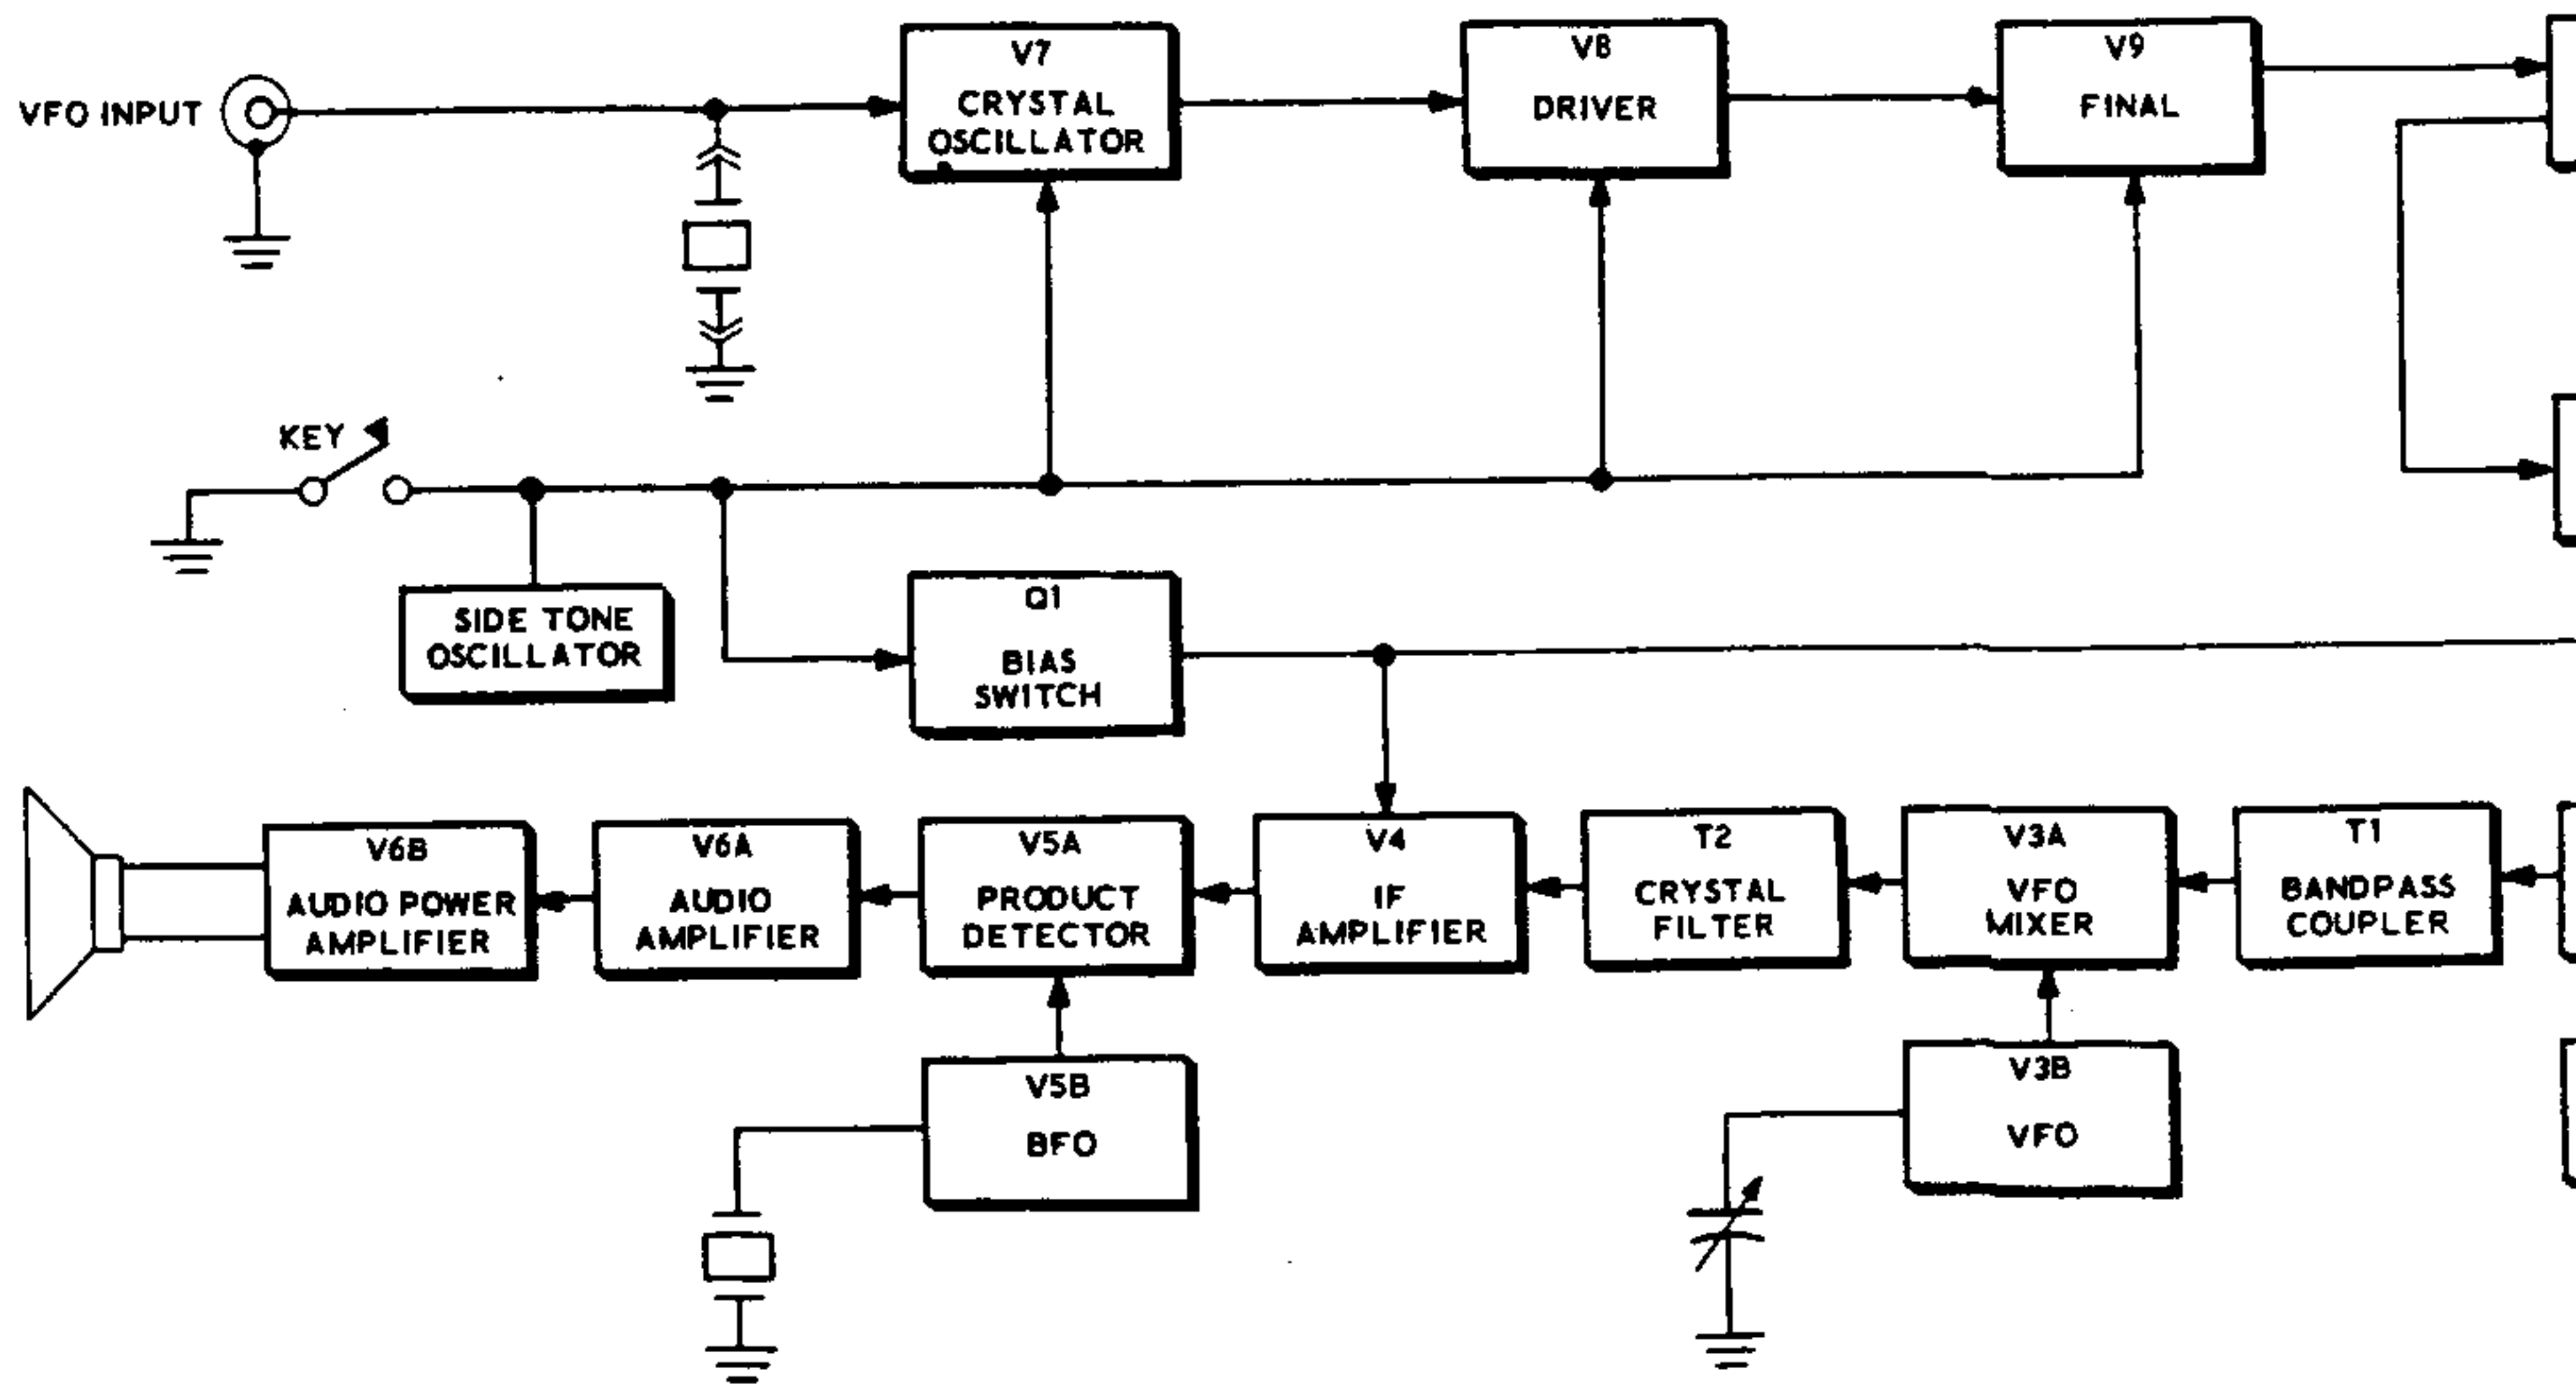 VFO INPUT
V7
CRYSTAL
OSCILLATOR
V8
DRIVER
V9
FINAL
KEY
SIDE TONE
OSCILLATOR
Q1
BIAS
SWITCH
V6B
AUDIO POWER
AMPLIFIER
V6A
AUDIO
AMPLIFIER
V5A
PRODUCT
DETECTOR
V4
IF
AMPLIFIER
T2
CRYSTAL
FILTER
V3A
VFO
MIXER
T1
BANDPASS
COUPLER
V5B
BFO
V3B
VFO